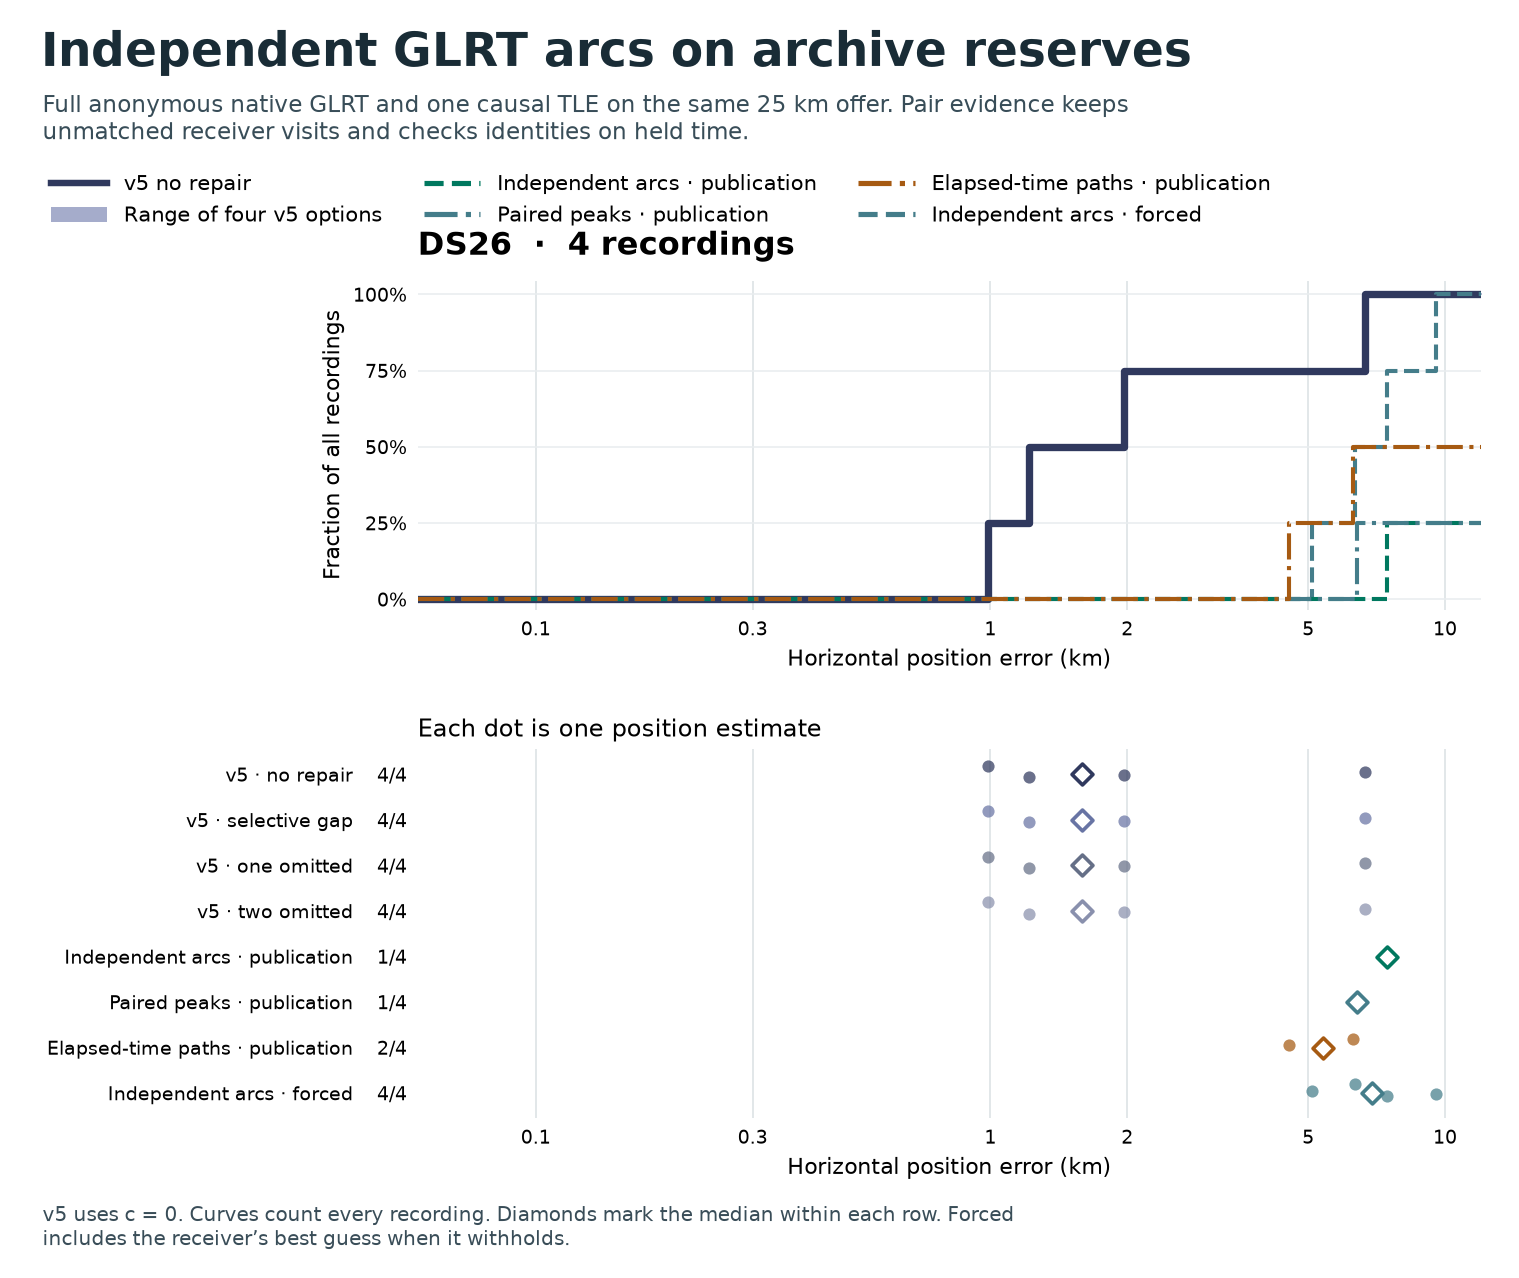 Independent GLRT arcs on archive reserves
Full anonymous native GLRT and one causal TLE on the same 25 km offer. Pair evidence keeps
unmatched receiver visits and checks identities on held time.
v5 no repair
Range of four v5 options
Independent arcs · publication
Paired peaks · publication
Elapsed-time paths · publication
Independent arcs · forced
DS26 · 4 recordings
Fraction of all recordings
100%
75%
50%
25%
0%
0.1 0.3 1 2 5 10
Horizontal position error (km)
Each dot is one position estimate
v5 · no repair 4/4
v5 · selective gap 4/4
v5 · one omitted 4/4
v5 · two omitted 4/4
Independent arcs · publication 1/4
Paired peaks · publication 1/4
Elapsed-time paths · publication 2/4
Independent arcs · forced 4/4
0.1 0.3 1 2 5 10
Horizontal position error (km)
v5 uses c = 0. Curves count every recording. Diamonds mark the median within each row. Forced
includes the receiver’s best guess when it withholds.